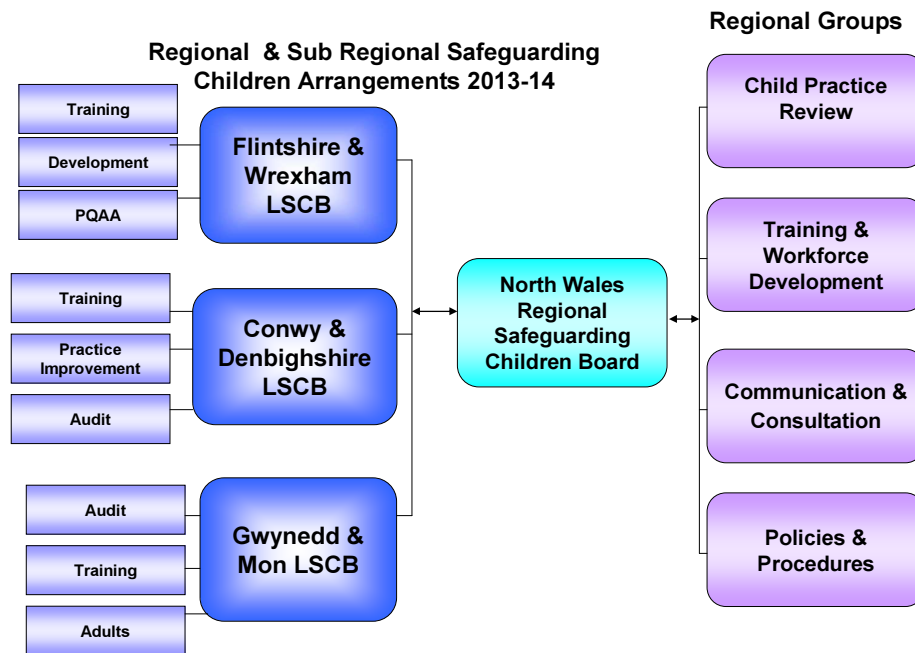 Regional & Sub Regional Safeguarding
Children Arrangements 2013-14
Regional Groups
Training
Development
PQAA
Flintshire &
Wrexham
LSCB
Training
Practice
Improvement
Audit
Conwy &
Denbighshire
LSCB
Audit
Training
Adults
Gwynedd &
Mon LSCB
North Wales
Regional
Safeguarding
Children Board
Child Practice
Review
Training &
Workforce
Development
Communication &
Consultation
Policies &
Procedures